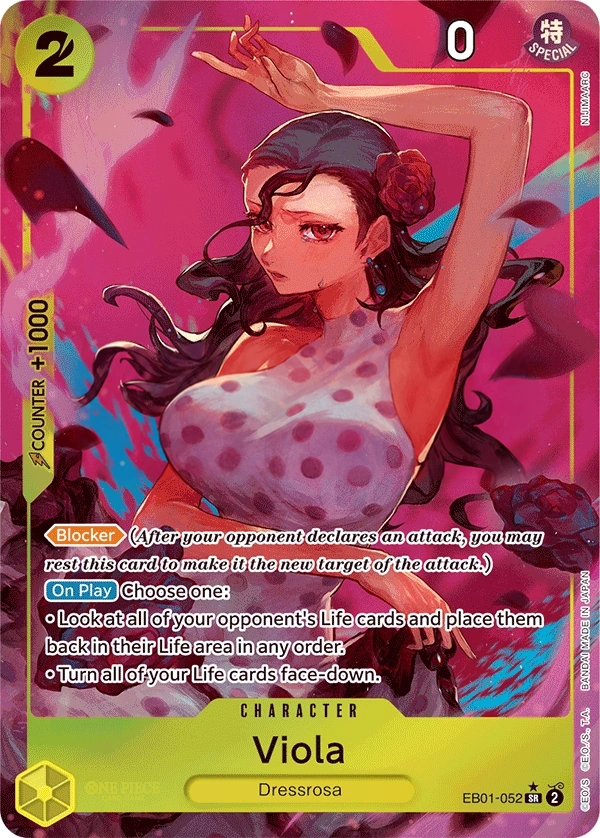 2
0
特
SPECIAL
NIJIMAARC
COUNTER +1000
Blocker (After your opponent declares an attack, you may
rest this card to make it the new target of the attack.)
On Play Choose one:
• Look at all of your opponent's Life cards and place them
back in their Life area in any order.
• Turn all of your Life cards face-down.
CHARACTER
Viola
Dressrosa
ONE PIECE
EB01-052 ★ SR 2
©EO/S ©E.O./S., T.A. BANDAI MADE IN JAPAN